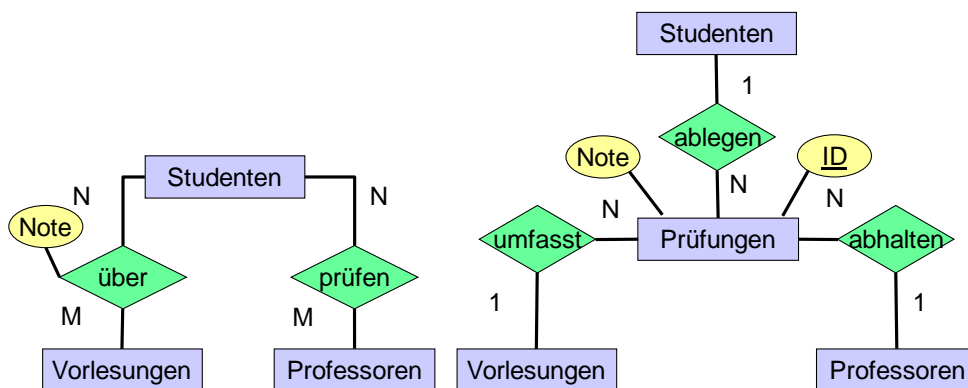 Studenten
N
N
Note
über
prüfen
M
M
Vorlesungen
Professoren
Studenten
1
ablegen
Note
ID
N
N
N
umfasst
Prüfungen
abhalten
1
1
Vorlesungen
Professoren